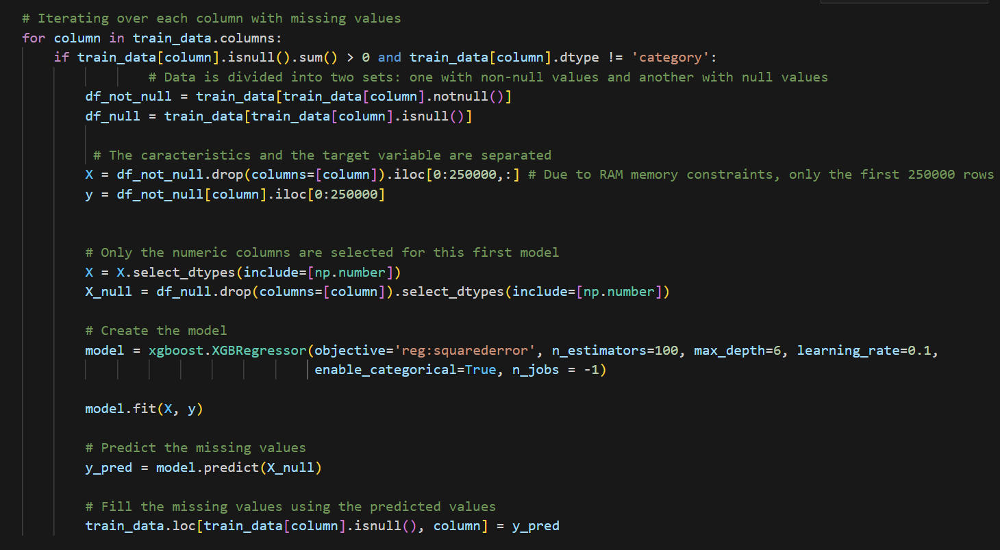 # Iterating over each column with missing values
for column in train_data.columns:
    if train_data[column].isnull().sum() > 0 and train_data[column].dtype != 'category':
                # Data is divided into two sets: one with non-null values and another with null values
        df_not_null = train_data[train_data[column].notnull()]
        df_null = train_data[train_data[column].isnull()]
         # The caracteristics and the target variable are separated
        X = df_not_null.drop(columns=[column]).iloc[0:250000,:] # Due to RAM memory constraints, only the first 250000 rows
        y = df_not_null[column].iloc[0:250000]
        # Only the numeric columns are selected for this first model
        X = X.select_dtypes(include=[np.number])
        X_null = df_null.drop(columns=[column]).select_dtypes(include=[np.number])
        # Create the model
        model = xgboost.XGBRegressor(objective='reg:squarederror', n_estimators=100, max_depth=6, learning_rate=0.1,
                                     enable_categorical=True, n_jobs = -1)
        model.fit(X, y)
        # Predict the missing values
        y_pred = model.predict(X_null)
        # Fill the missing values using the predicted values
        train_data.loc[train_data[column].isnull(), column] = y_pred